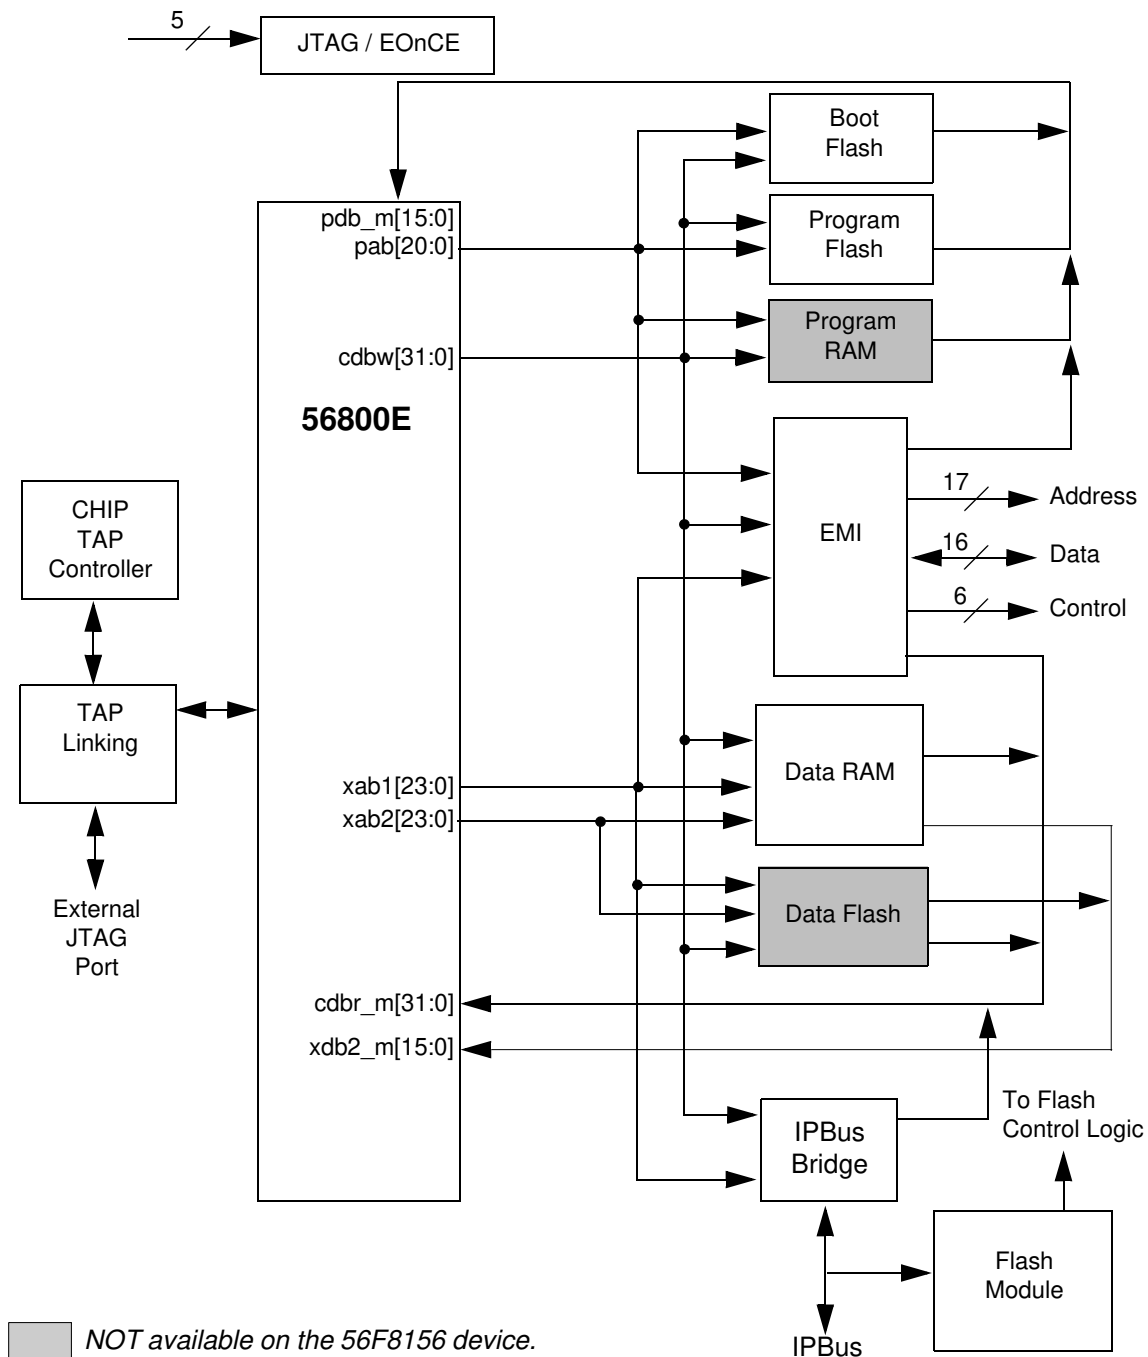 5
JTAG / EOnCE
Boot
Flash
pdb_m[15:0]
pab[20:0]
Program
Flash
cdbw[31:0]
Program
RAM
56800E
CHIP
TAP
Controller
EMI
17
Address
16
Data
6
Control
TAP
Linking
External
JTAG
Port
xab1[23:0]
xab2[23:0]
Data RAM
Data Flash
cdbr_m[31:0]
xdb2_m[15:0]
IPBus
Bridge
To Flash
Control Logic
Flash
Module
IPBus
NOT available on the 56F8156 device.